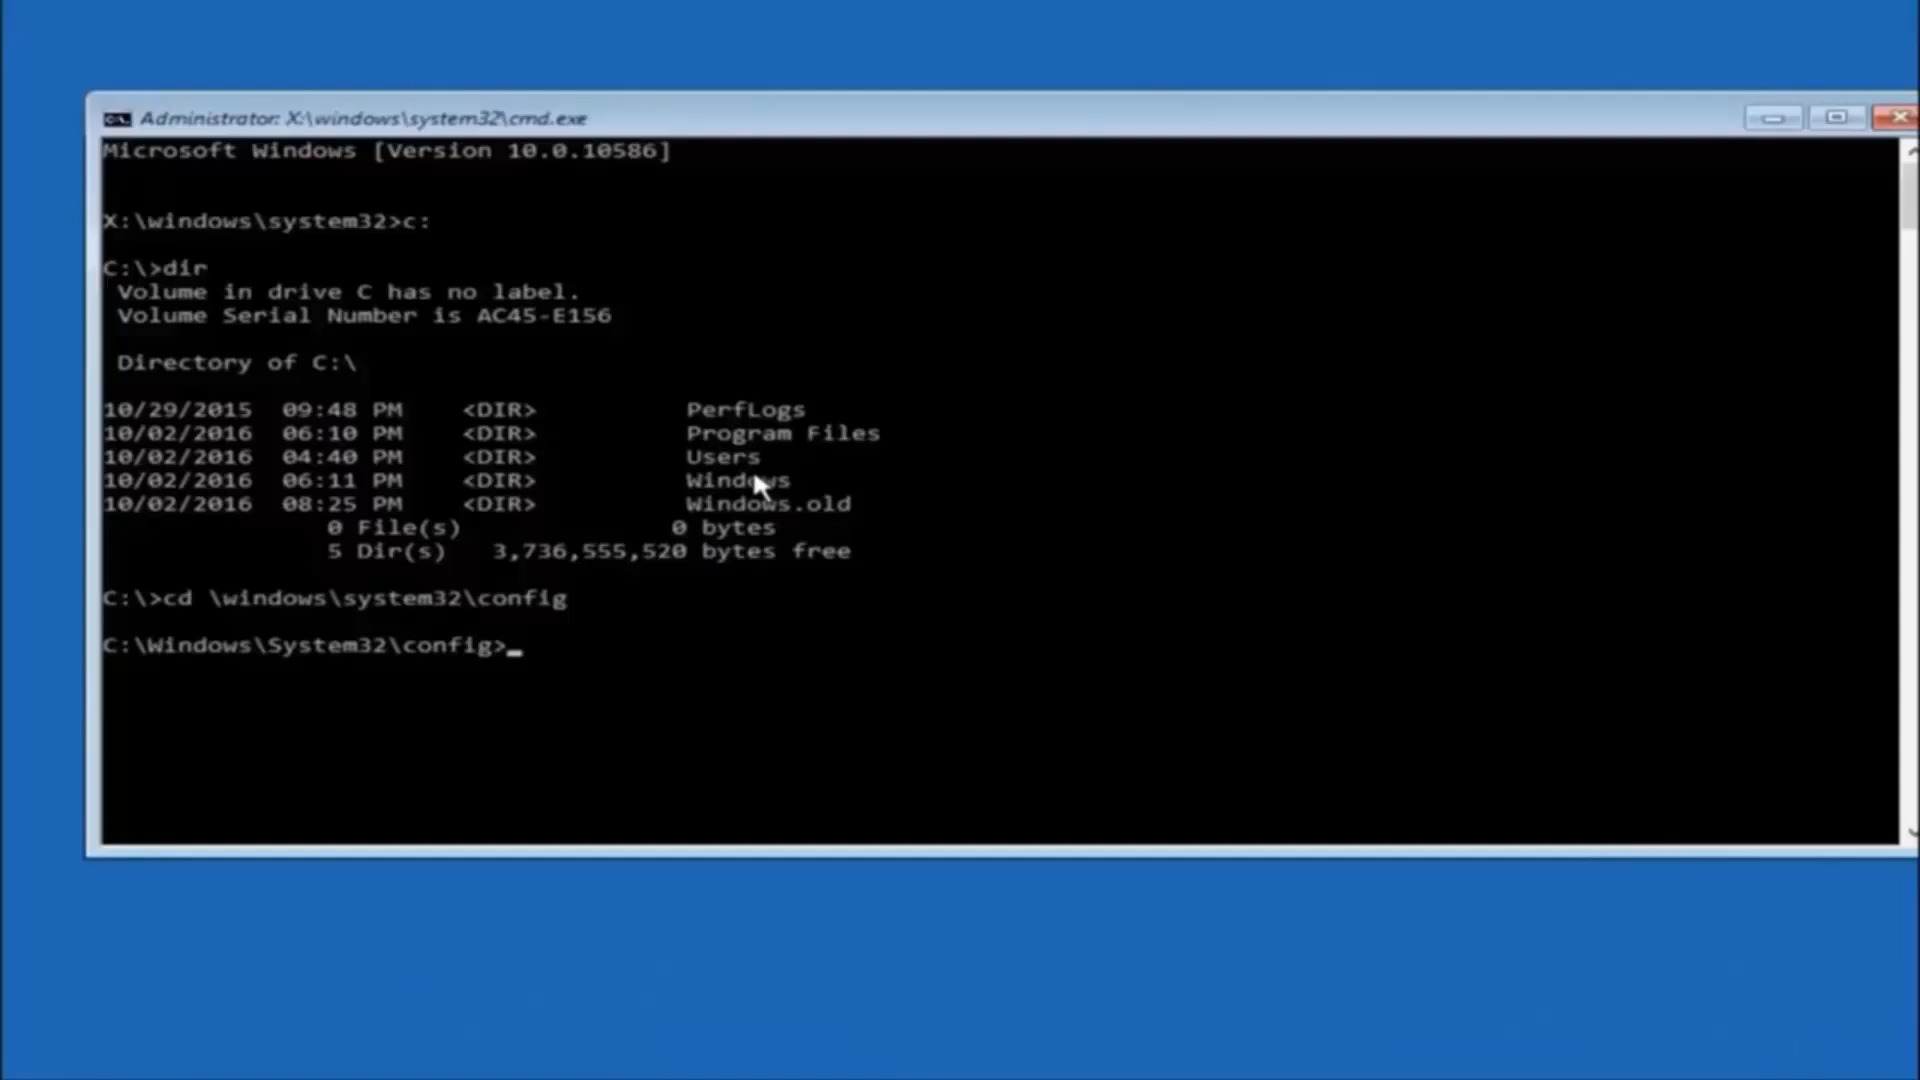 Administrator: X:\windows\system32\cmd.exe
Microsoft Windows [Version 10.0.10586]
X:\windows\system32>c:
C:\>dir
Volume in drive C has no label.
Volume Serial Number is AC45-E156
Directory of C:\
10/29/2015 09:48 PM <DIR> PerfLogs
10/02/2016 06:10 PM <DIR> Program Files
10/02/2016 04:40 PM <DIR> Users
10/02/2016 06:11 PM <DIR> Windows
10/02/2016 08:25 PM <DIR> Windows.old
0 File(s) 0 bytes
5 Dir(s) 3,736,555,520 bytes free
C:\>cd \windows\system32\config
C:\Windows\System32\config>